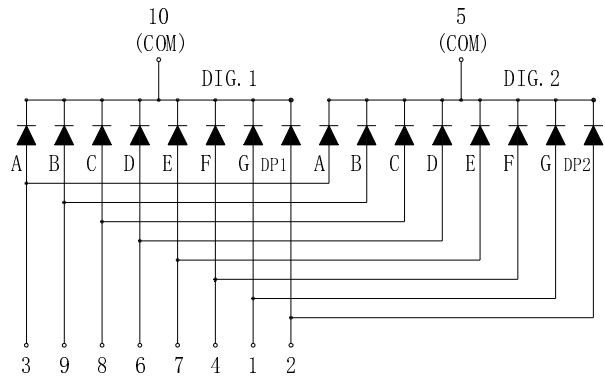 10 5
(COM) (COM)
DIG.1 DIG.2
A B C D E F G DP1 A B C D E F G DP2
3 9 8 6 7 4 1 2